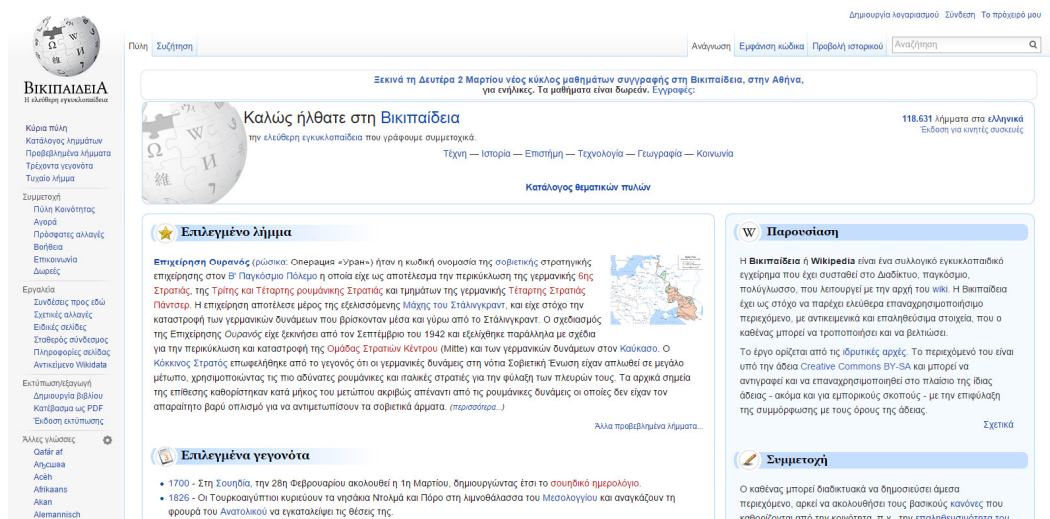 Δημιουργία λογαριασμού Σύνδεση Το πρόχειρό μου
Πύλη Συζήτηση
Ανάγνωση Εμφάνιση κώδικα Προβολή ιστορικού Αναζήτηση
ΒικιπαιδειΑ
Η ελεύθερη εγκυκλοπαίδεια
Κύρια πύλη
Κατάλογος λημμάτων
Προβεβλημένα λήμματα
Τρέχοντα γεγονότα
Τυχαίο λήμμα
Συμμετοχή
Πύλη Κοινότητας
Αγορά
Πρόσφατες αλλαγές
Βοήθεια
Επικοινωνία
Δωρεές
Εργαλεία
Συνδέσεις προς εδώ
Σχετικές αλλαγές
Ειδικές σελίδες
Σταθερός σύνδεσμος
Πληροφορίες σελίδας
Αντικείμενο Wikidata
Εκτύπωση/εξαγωγή
Δημιουργία βιβλίου
Κατέβασμα ως PDF
Έκδοση εκτύπωσης
Άλλες γλώσσες
Qafár af
Аҧсшәа
Acèh
Afrikaans
Akan
Alemannisch
Ξεκινά τη Δευτέρα 2 Μαρτίου νέος κύκλος μαθημάτων συγγραφής στη Βικιπαίδεια, στην Αθήνα,
για ενήλικες. Τα μαθήματα είναι δωρεάν. Εγγραφές:
Καλώς ήλθατε στη Βικιπαίδεια
την ελεύθερη εγκυκλοπαίδεια που γράφουμε συμμετοχικά.
118.631 λήμματα στα ελληνικά
Έκδοση για κινητές συσκευές
Τέχνη — Ιστορία — Επιστήμη — Τεχνολογία — Γεωγραφία — Κοινωνία
Κατάλογος θεματικών πυλών
Επιλεγμένο λήμμα
Επιχείρηση Ουρανός (ρώσικα: Операция «Уран») ήταν η κωδική ονομασία της σοβιετικής στρατηγικής
επιχείρησης στον Β' Παγκόσμιο Πόλεμο η οποία είχε ως αποτέλεσμα την περικύκλωση της γερμανικής 6ης
Στρατιάς, της Τρίτης και Τέταρτης ρουμάνικης Στρατιάς και τμημάτων της γερμανικής Τέταρτης Στρατιάς
Πάντσερ. Η επιχείρηση αποτέλεσε μέρος της εξελισσόμενης Μάχης του Στάλινγκραντ, και είχε στόχο την
καταστροφή των γερμανικών δυνάμεων που βρίσκονταν μέσα και γύρω από το Στάλινγκραντ. Ο σχεδιασμός
της Επιχείρησης Ουρανός είχε ξεκινήσει από τον Σεπτέμβριο του 1942 και εξελίχθηκε παράλληλα με σχέδια
για την περικύκλωση και καταστροφή της Ομάδας Στρατιών Κέντρου (Mitte) και των γερμανικών δυνάμεων στον Καύκασο. Ο
Κόκκινος Στρατός επωφελήθηκε από το γεγονός ότι οι γερμανικές δυνάμεις στη νότια Σοβιετική Ένωση είχαν απλωθεί σε μεγάλο
μέτωπο, χρησιμοποιώντας τις πιο αδύνατες ρουμάνικες και ιταλικές στρατιές για την φύλαξη των πλευρών τους. Τα αρχικά σημεία
της επίθεσης καθορίστηκαν κατά μήκος του μετώπου ακριβώς απέναντι από τις ρουμάνικες δυνάμεις οι οποίες δεν είχαν τον
απαραίτητο βαρύ οπλισμό για να αντιμετωπίσουν τα σοβιετικά άρματα. (περισσότερα...)
Άλλα προβεβλημένα λήμματα...
Επιλεγμένα γεγονότα
1700 - Στη Σουηδία, την 28η Φεβρουαρίου ακολουθεί η 1η Μαρτίου, δημιουργώντας έτσι το σουηδικό ημερολόγιο.
1826 - Οι Τουρκοαιγύπτιοι κυριεύουν τα νησάκια Ντολμά και Πόρο στη λιμνοθάλασσα του Μεσολογγίου και αναγκάζουν τη
φρουρά του Ανατολικού να εγκαταλείψει τις θέσεις της.
Παρουσίαση
Η Βικιπαίδεια ή Wikipedia είναι ένα συλλογικό εγκυκλοπαιδικό
εγχείρημα που έχει συσταθεί στο Διαδίκτυο, παγκόσμιο,
πολύγλωσσο, που λειτουργεί με την αρχή του wiki. Η Βικιπαίδεια
έχει ως στόχο να παρέχει ελεύθερα επαναχρησιμοποιήσιμο
περιεχόμενο, με αντικειμενικά και επαληθεύσιμα στοιχεία, που ο
καθένας μπορεί να τροποποιήσει και να βελτιώσει.
Το έργο ορίζεται από τις ιδρυτικές αρχές. Το περιεχόμενό του είναι
υπό την άδεια Creative Commons BY-SA και μπορεί να
αντιγραφεί και να επαναχρησιμοποιηθεί στο πλαίσιο της ίδιας
άδειας - ακόμα και για εμπορικούς σκοπούς - με την επιφύλαξη
της συμμόρφωσης με τους όρους της άδειας.
Σχετικά
Συμμετοχή
Ο καθένας μπορεί διαδικτυακά να δημοσιεύσει άμεσα
περιεχόμενο, αρκεί να ακολουθήσει τους βασικούς κανόνες που
καθορίζονται από την κοινότητα, π.χ., την επαληθευσιμότητα του